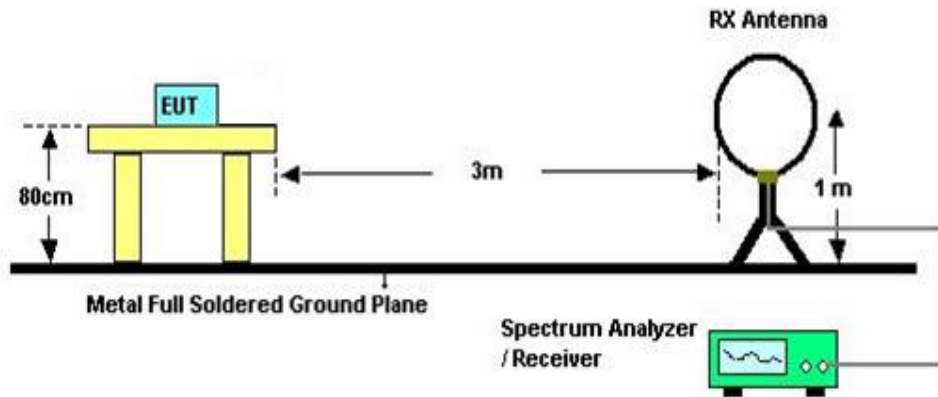 RX Antenna
EUT
3m
80cm
1 m
Metal Full Soldered Ground Plane
Spectrum Analyzer
/ Receiver